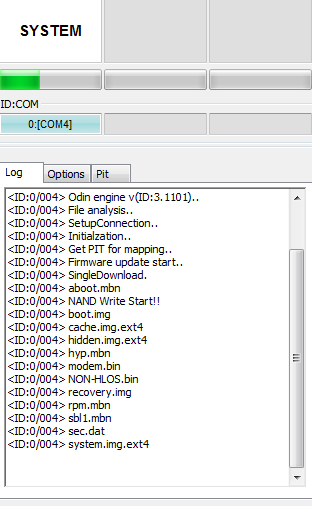 SYSTEM
ID:COM
0:[COM4]
Log
Options
Pit
<ID:0/004> Odin engine v(ID:3.1101)..
<ID:0/004> File analysis..
<ID:0/004> SetupConnection..
<ID:0/004> Initialzation..
<ID:0/004> Get PIT for mapping..
<ID:0/004> Firmware update start..
<ID:0/004> SingleDownload.
<ID:0/004> aboot.mbn
<ID:0/004> NAND Write Start!!
<ID:0/004> boot.img
<ID:0/004> cache.img.ext4
<ID:0/004> hidden.img.ext4
<ID:0/004> hyp.mbn
<ID:0/004> modem.bin
<ID:0/004> NON-HLOS.bin
<ID:0/004> recovery.img
<ID:0/004> rpm.mbn
<ID:0/004> sbl1.mbn
<ID:0/004> sec.dat
<ID:0/004> system.img.ext4